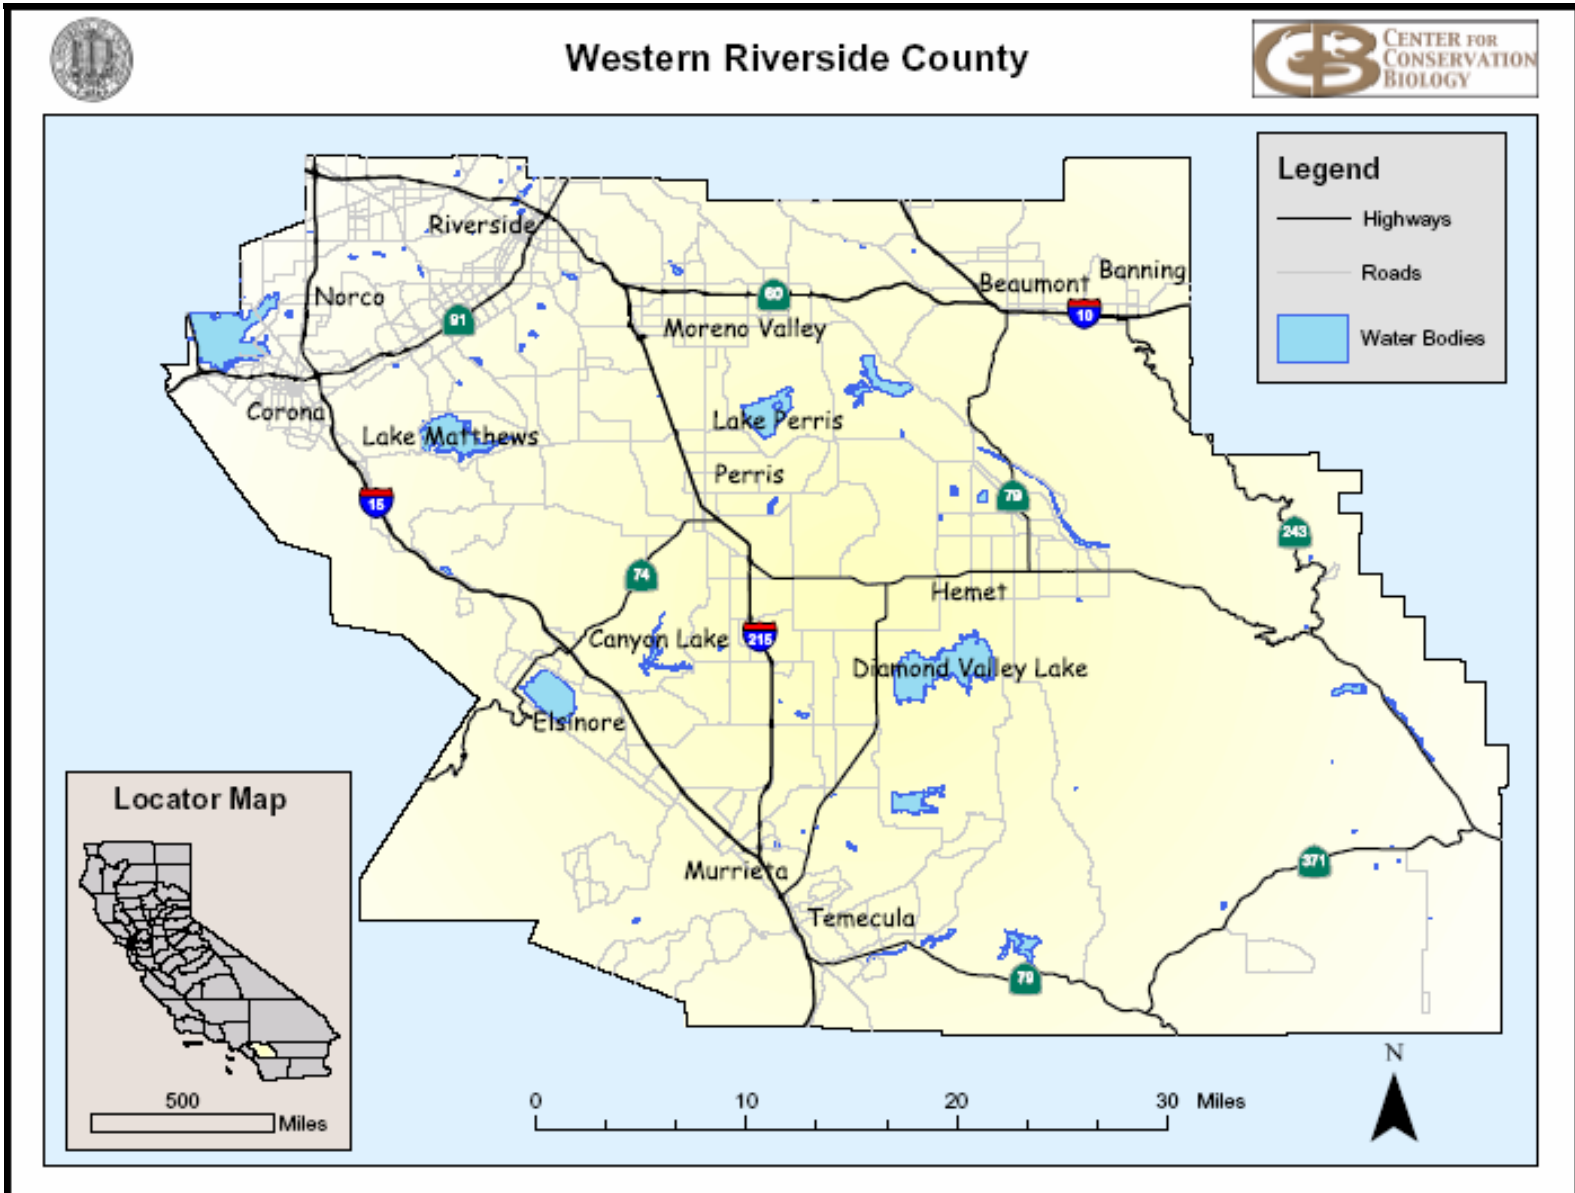 Western Riverside County
CENTER FOR
CONSERVATION
BIOLOGY
Legend
Highways
Roads
Water Bodies
Riverside
Norco
91
60
Moreno Valley
Beaumont
Banning
10
Corona
Lake Matthews
Lake Perris
Perris
15
79
243
74
Hemet
Canyon Lake
215
Diamond Valley Lake
Elsinore
Murrieta
Temecula
371
79
Locator Map
500
Miles
0 10 20 30 Miles
N